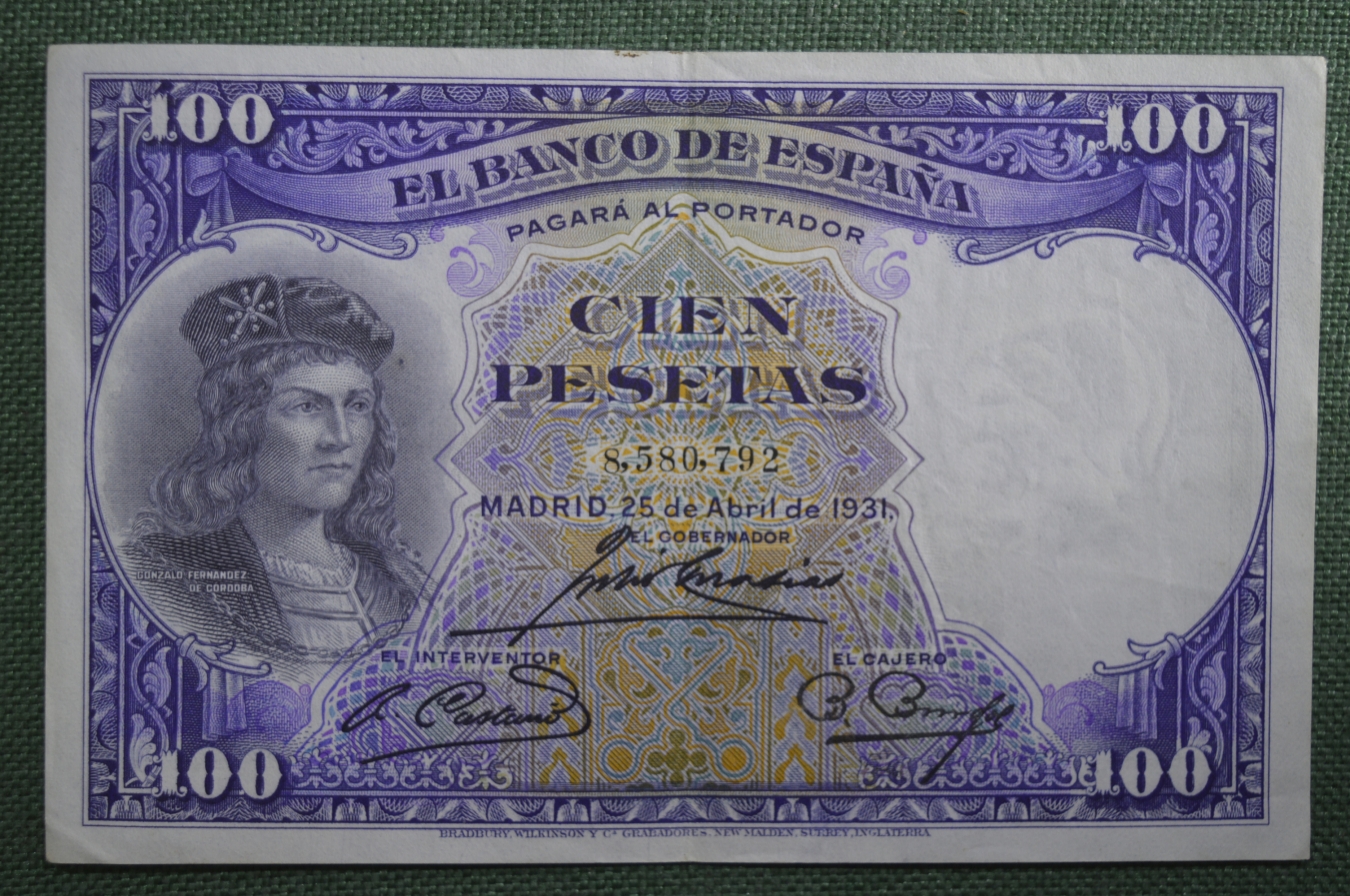 100 100
EL BANCO DE ESPAÑA
PAGARÁ AL PORTADOR
CIEN
PESETAS
8,580,792
MADRID. 25 de Abril de 1931.
EL GOBERNADOR
GONZALO FERNANDEZ
DE CORDOBA
EL INTERVENTOR EL CAJERO
100 100
BRADBURY, WILKINSON Y Cª GRABADORES. NEW MALDEN. SURREY, INGLATERRA